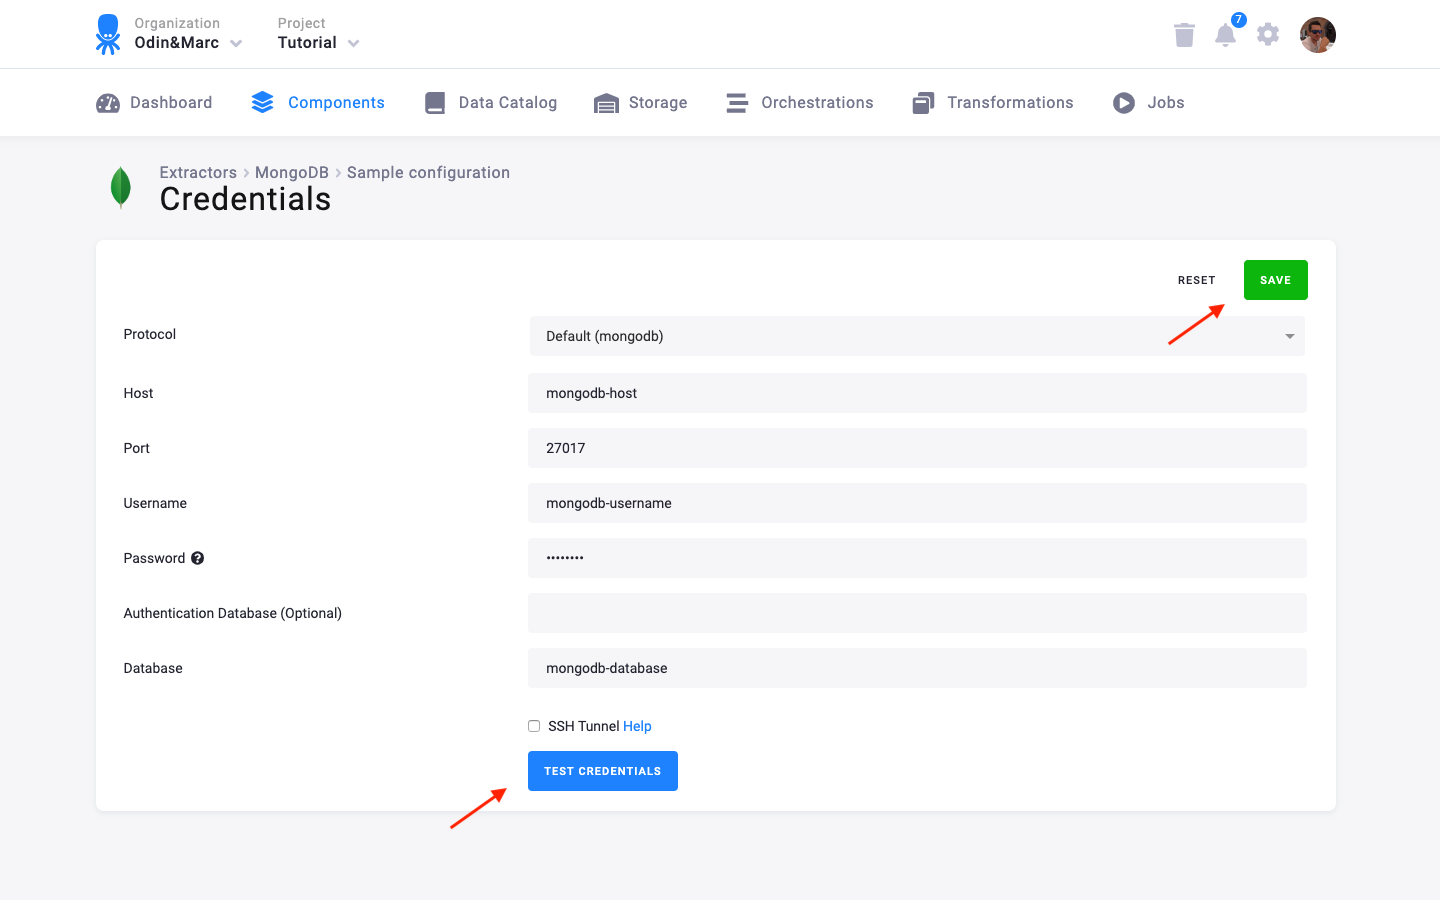 Organization
Odin&Marc
Project
Tutorial
7
Dashboard
Components
Data Catalog
Storage
Orchestrations
Transformations
Jobs
Extractors › MongoDB › Sample configuration
Credentials
RESET
SAVE
Protocol
Default (mongodb)
Host
mongodb-host
Port
27017
Username
mongodb-username
Password ?
••••••••
Authentication Database (Optional)
Database
mongodb-database
SSH Tunnel Help
TEST CREDENTIALS